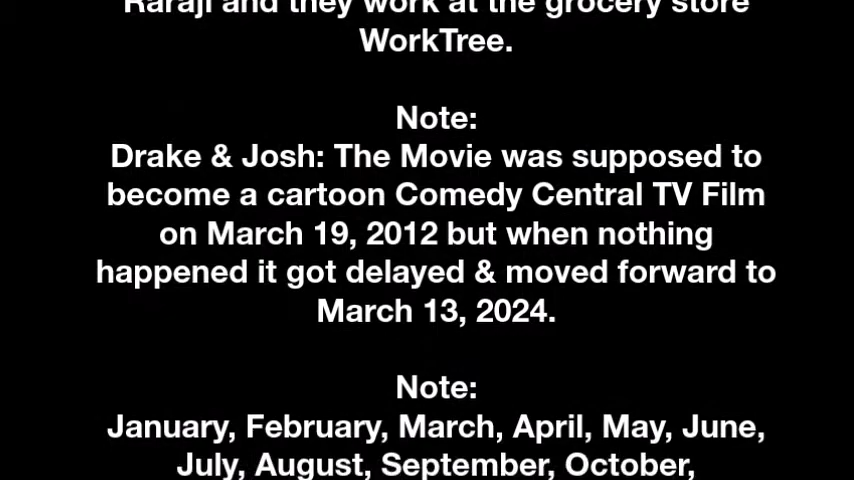 Raraji and they work at the grocery store
WorkTree.
Note:
Drake & Josh: The Movie was supposed to
become a cartoon Comedy Central TV Film
on March 19, 2012 but when nothing
happened it got delayed & moved forward to
March 13, 2024.
Note:
January, February, March, April, May, June,
July, August, September, October,